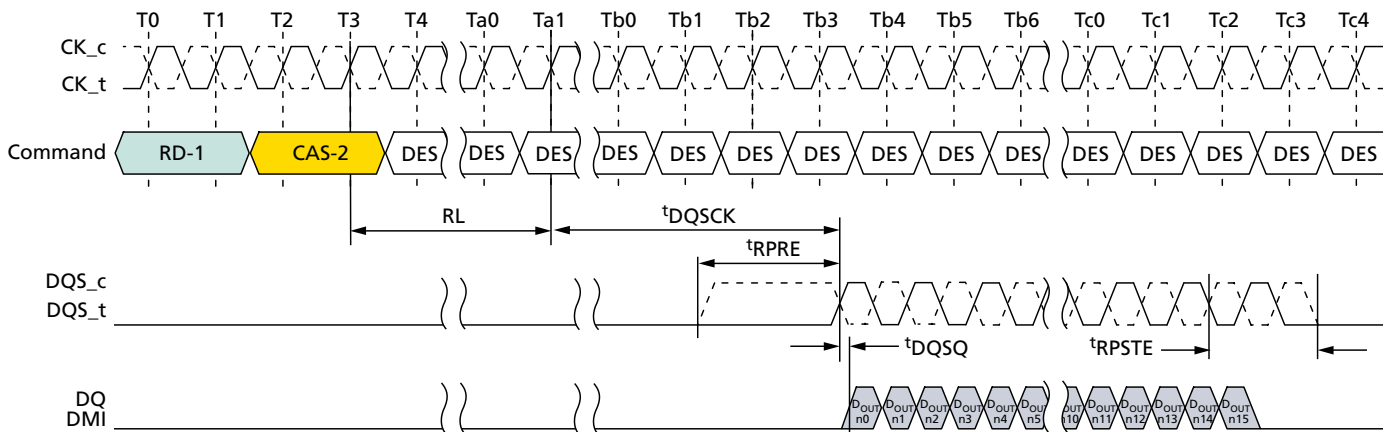 T0 T1 T2 T3 T4 Ta0 Ta1 Tb0 Tb1 Tb2 Tb3 Tb4 Tb5 Tb6 Tc0 Tc1 Tc2 Tc3 Tc4
CK_c
CK_t
Command RD-1 CAS-2 DES DES DES DES DES DES DES DES DES DES DES DES DES DES DES
RL tDQSCK
tRPRE
DQS_c
DQS_t
tDQSQ tRPSTE
DQ
DMI
DOUT DOUT DOUT DOUT DOUT DOUT DOUT DOUT DOUT DOUT DOUT DOUT
n0 n1 n2 n3 n4 n5 n10 n11 n12 n13 n14 n15